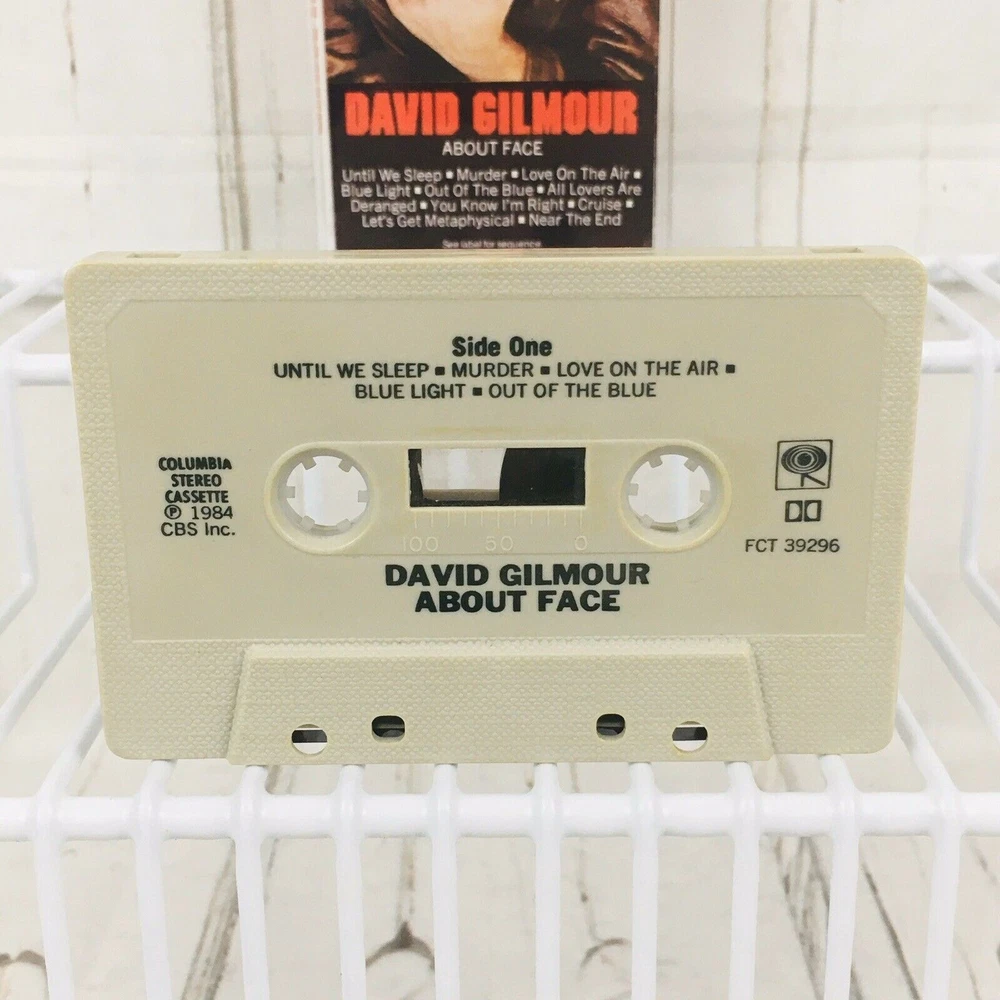 DAVID GILMOUR
ABOUT FACE
Until We Sleep ▪ Murder ▪ Love On The Air ▪
Blue Light ▪ Out Of The Blue ▪ All Lovers Are
Deranged ▪ You Know I'm Right ▪ Cruise ▪
Let's Get Metaphysical ▪ Near The End
See label for sequence
Side One
UNTIL WE SLEEP ▪ MURDER ▪ LOVE ON THE AIR ▪
BLUE LIGHT ▪ OUT OF THE BLUE
COLUMBIA
STEREO
CASSETTE
℗ 1984
CBS Inc.
FCT 39296
100 50 0
DAVID GILMOUR
ABOUT FACE